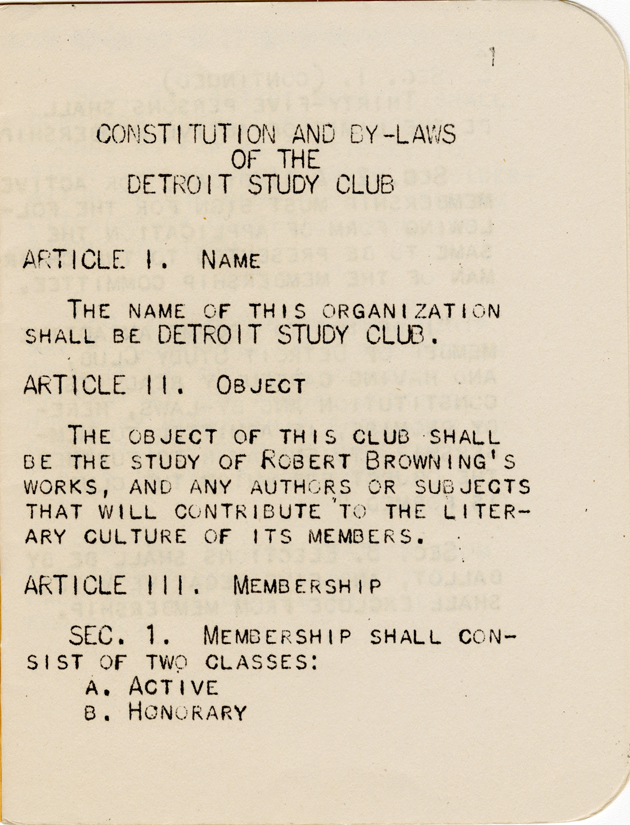 1
CONSTITUTION AND BY-LAWS
OF THE
DETROIT STUDY CLUB
ARTICLE I. NAME
THE NAME OF THIS ORGANIZATION
SHALL BE DETROIT STUDY CLUB.
ARTICLE II. OBJECT
THE OBJECT OF THIS CLUB SHALL
BE THE STUDY OF ROBERT BROWNING'S
WORKS, AND ANY AUTHORS OR SUBJECTS
THAT WILL CONTRIBUTE TO THE LITER-
ARY CULTURE OF ITS MEMBERS.
ARTICLE III. MEMBERSHIP
SEC. 1. MEMBERSHIP SHALL CON-
SIST OF TWO CLASSES:
A. ACTIVE
B. HONORARY